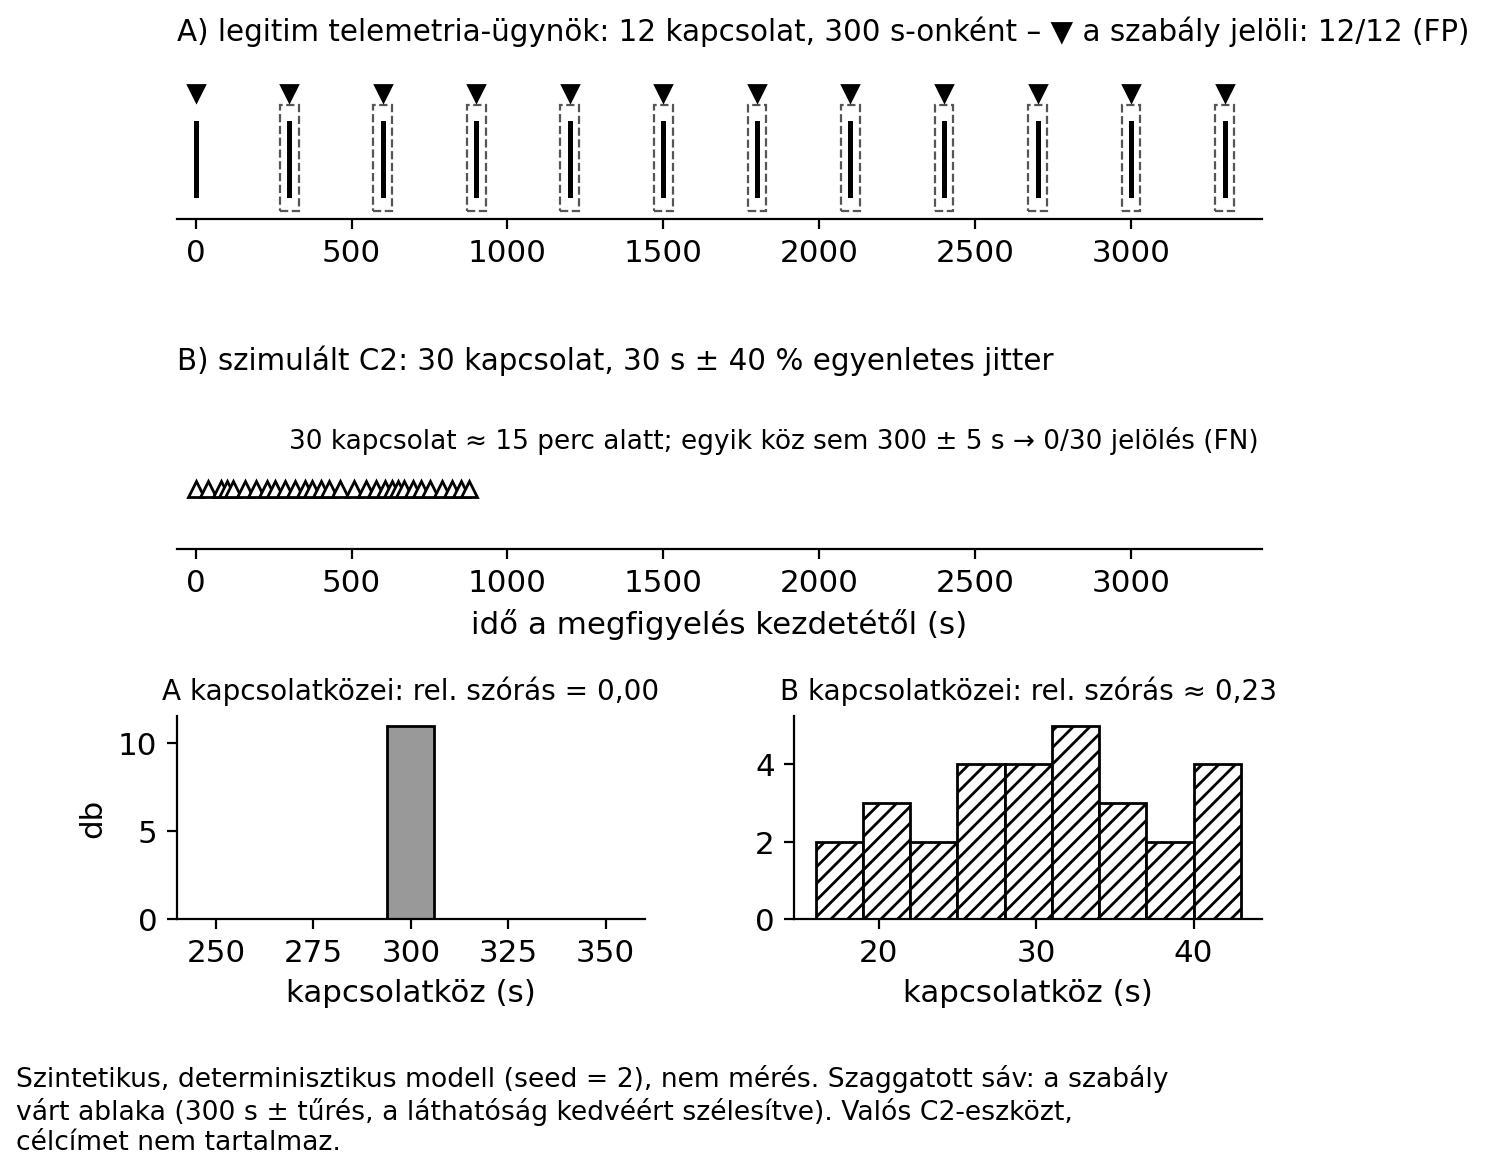 A) legitim telemetria-ügynök: 12 kapcsolat, 300 s-onként – ▼ a szabály jelöli: 12/12 (FP)
0 500 1000 1500 2000 2500 3000
B) szimulált C2: 30 kapcsolat, 30 s ± 40 % egyenletes jitter
30 kapcsolat ≈ 15 perc alatt; egyik köz sem 300 ± 5 s → 0/30 jelölés (FN)
0 500 1000 1500 2000 2500 3000
idő a megfigyelés kezdetétől (s)
A kapcsolatközei: rel. szórás = 0,00
10
5
0
db
250 275 300 325 350
kapcsolatköz (s)
B kapcsolatközei: rel. szórás ≈ 0,23
4
2
0
20 30 40
kapcsolatköz (s)
Szintetikus, determinisztikus modell (seed = 2), nem mérés. Szaggatott sáv: a szabály
várt ablaka (300 s ± tűrés, a láthatóság kedvéért szélesítve). Valós C2-eszközt,
célcímet nem tartalmaz.